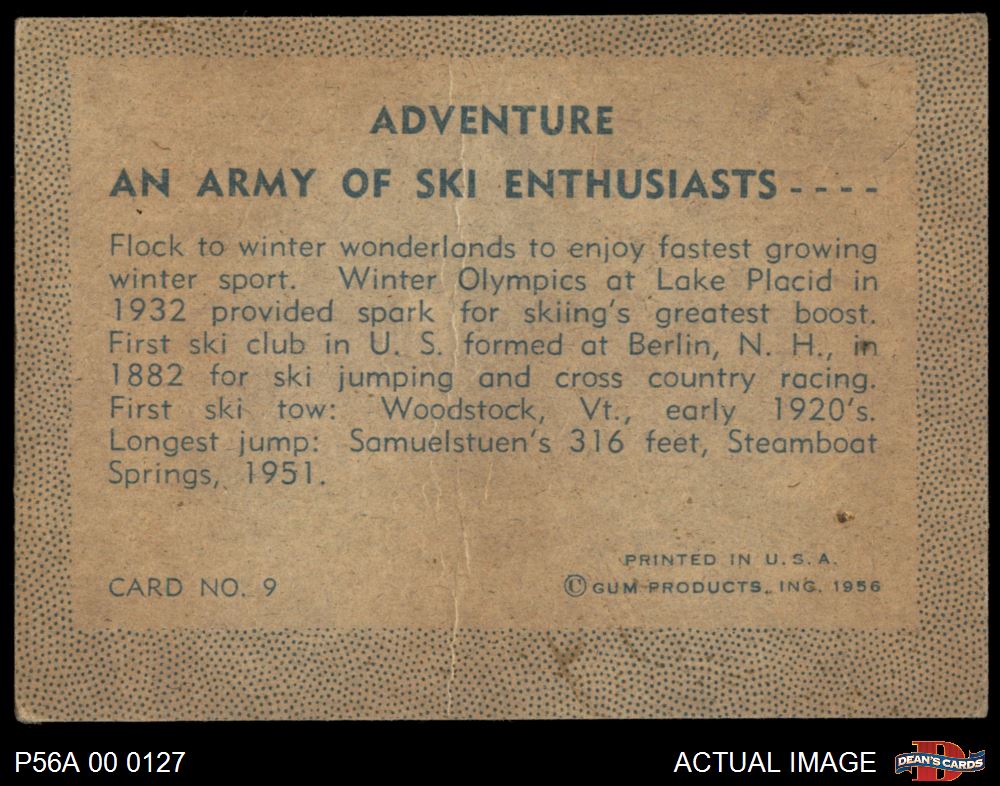 ADVENTURE
AN ARMY OF SKI ENTHUSIASTS - - - -
Flock to winter wonderlands to enjoy fastest growing
winter sport. Winter Olympics at Lake Placid in
1932 provided spark for skiing's greatest boost.
First ski club in U. S. formed at Berlin, N. H., in
1882 for ski jumping and cross country racing.
First ski tow: Woodstock, Vt., early 1920's.
Longest jump: Samuelstuen's 316 feet, Steamboat
Springs, 1951.
PRINTED IN U. S. A.
CARD NO. 9
© GUM PRODUCTS, INC. 1956
P56A 00 0127
ACTUAL IMAGE
D
DEAN'S CARDS